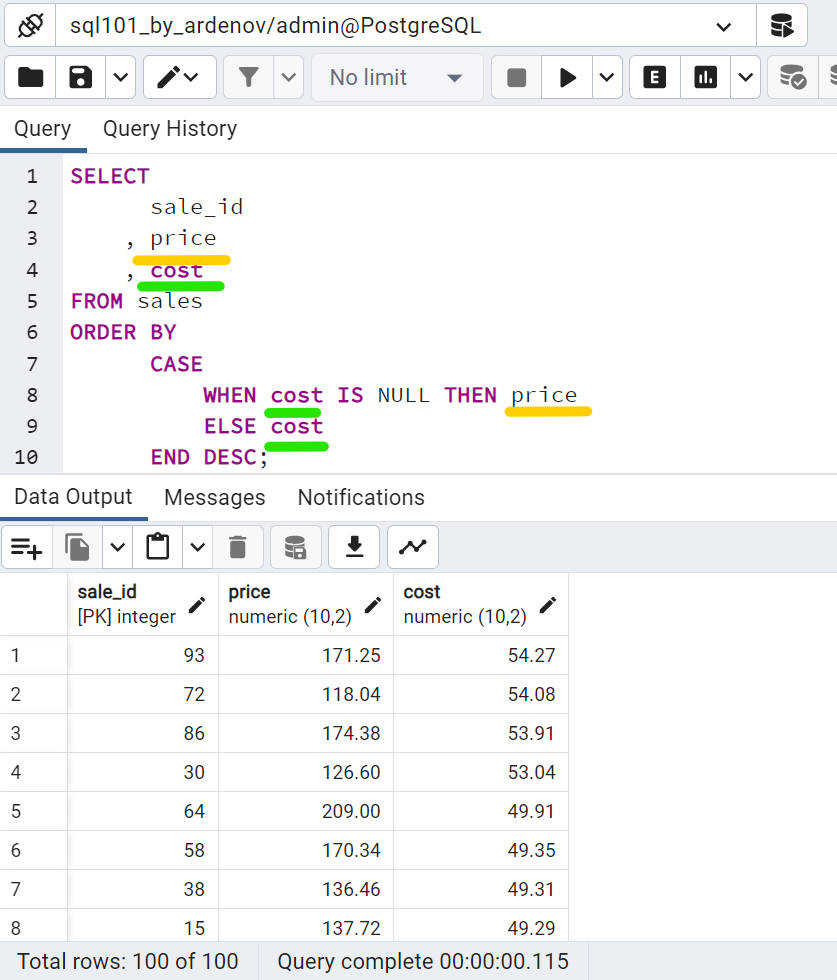 sql101_by_ardenov/admin@PostgreSQL
No limit
E
Query Query History
1 SELECT
2 sale_id
3 , price
4 , cost
5 FROM sales
6 ORDER BY
7 CASE
8 WHEN cost IS NULL THEN price
9 ELSE cost
10 END DESC;
Data Output Messages Notifications
sale_id price cost
[PK] integer numeric (10,2) numeric (10,2)
1 93 171.25 54.27
2 72 118.04 54.08
3 86 174.38 53.91
4 30 126.60 53.04
5 64 209.00 49.91
6 58 170.34 49.35
7 38 136.46 49.31
8 15 137.72 49.29
Total rows: 100 of 100 Query complete 00:00:00.115